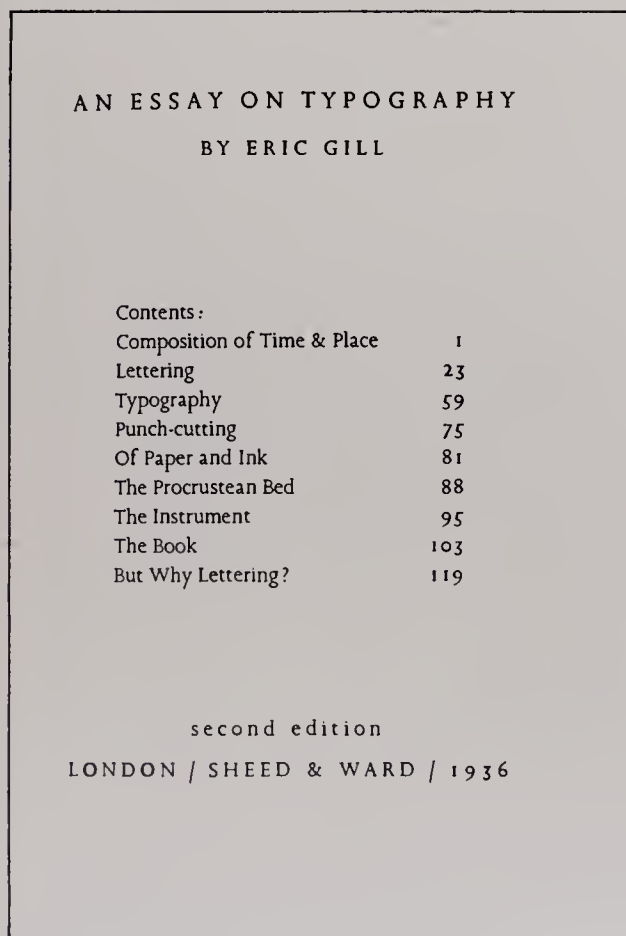 AN ESSAY ON TYPOGRAPHY
BY ERIC GILL
Contents:
Composition of Time & Place 1
Lettering 23
Typography 59
Punch-cutting 75
Of Paper and Ink 81
The Procrustean Bed 88
The Instrument 95
The Book 103
But Why Lettering? 119
second edition
LONDON / SHEED & WARD / 1936